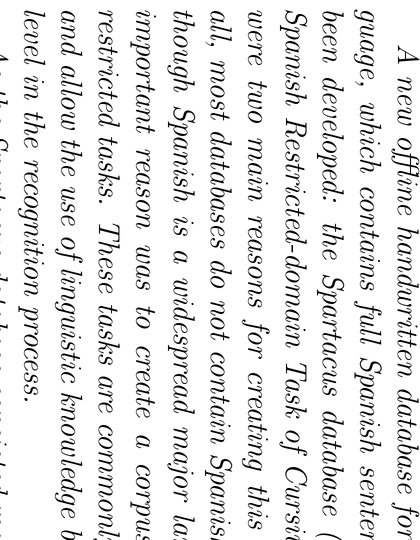 A new offline handwritten database for
guage, which contains full Spanish senten
been developed: the Spartacus database (
Spanish Restricted-domain Task of Cursiv
were two main reasons for creating this
all, most databases do not contain Spanis
though Spanish is a widespread major la
important reason was to create a corpus
restricted tasks. These tasks are commonl
and allow the use of linguistic knowledge b
level in the recognition process.